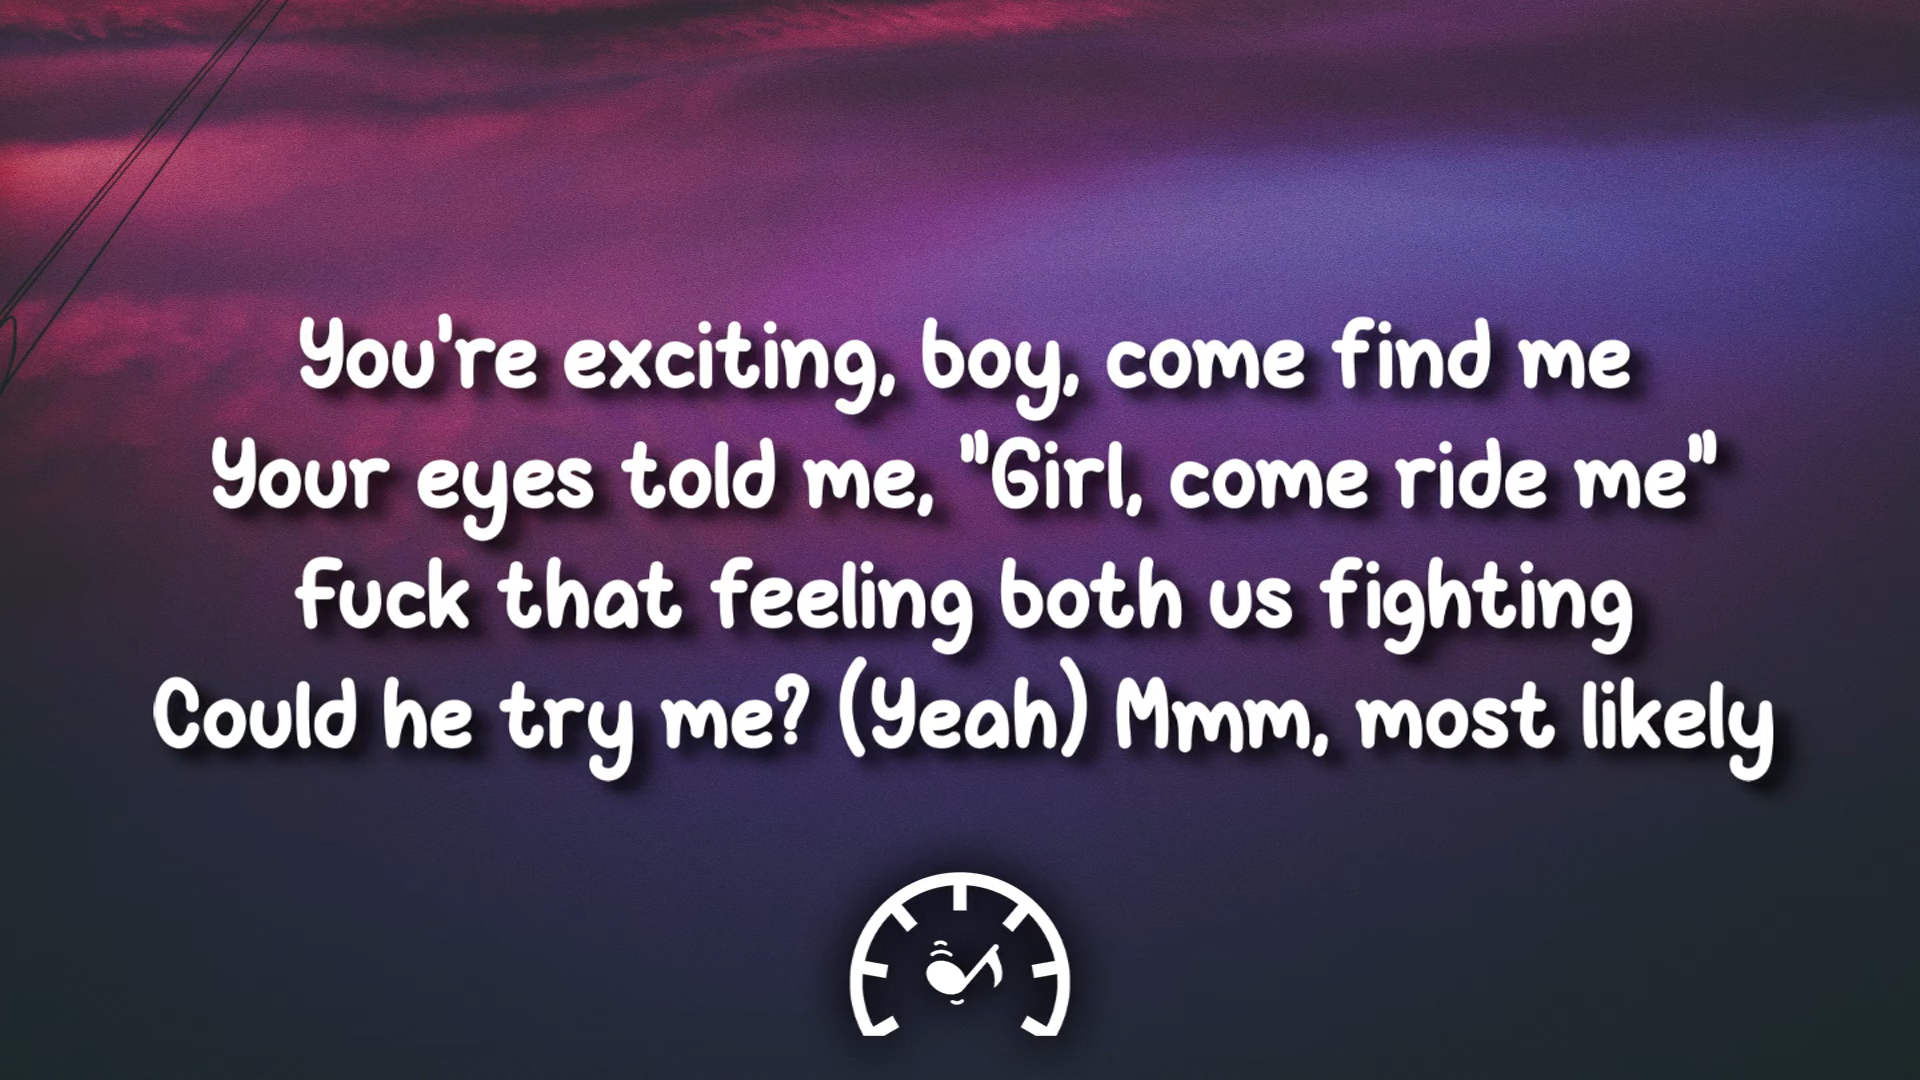 You're exciting, boy, come find me
Your eyes told me, "Girl, come ride me"
Fuck that feeling both us fighting
Could he try me? (Yeah) Mmm, most likely